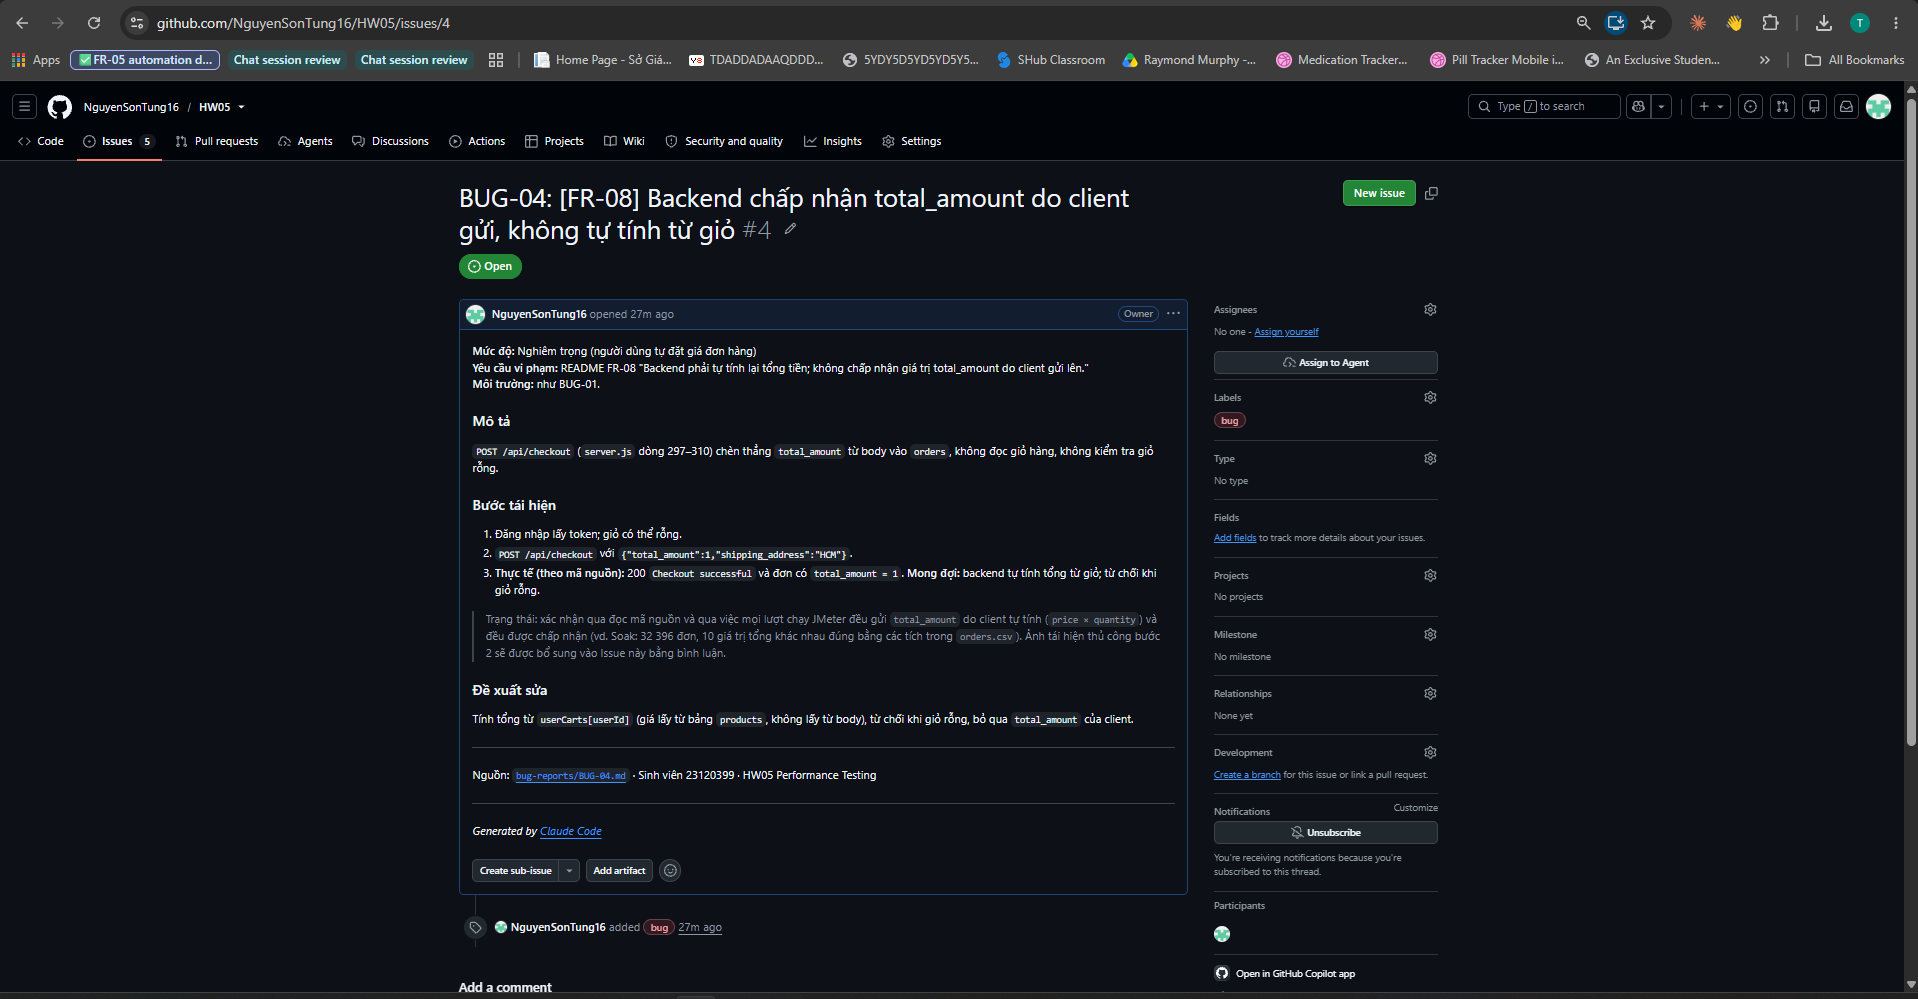 github.com/NguyenSonTung16/HW05/issues/4
Apps
✅FR-05 automation d...
Chat session review
Chat session review
Home Page - Sở Giá...
TDADDADAAQDDD...
5YDY5D5YD5YD5Y5...
SHub Classroom
Raymond Murphy -...
Medication Tracker...
Pill Tracker Mobile i...
An Exclusive Studen...
All Bookmarks
NguyenSonTung16 / HW05
Type / to search
Code
Issues 5
Pull requests
Agents
Discussions
Actions
Projects
Wiki
Security and quality
Insights
Settings
BUG-04: [FR-08] Backend chấp nhận total_amount do client
gửi, không tự tính từ giỏ #4
New issue
Open
NguyenSonTung16 opened 27m ago
Owner
Mức độ: Nghiêm trọng (người dùng tự đặt giá đơn hàng)
Yêu cầu vi phạm: README FR-08 "Backend phải tự tính lại tổng tiền; không chấp nhận giá trị total_amount do client gửi lên."
Môi trường: như BUG-01.
Mô tả
POST /api/checkout ( server.js dòng 297–310) chèn thẳng total_amount từ body vào orders , không đọc giỏ hàng, không kiểm tra giỏ
rỗng.
Bước tái hiện
1. Đăng nhập lấy token; giỏ có thể rỗng.
2. POST /api/checkout với {"total_amount":1,"shipping_address":"HCM"} .
3. Thực tế (theo mã nguồn): 200 Checkout successful và đơn có total_amount = 1 . Mong đợi: backend tự tính tổng từ giỏ; từ chối khi
giỏ rỗng.
Trạng thái: xác nhận qua đọc mã nguồn và qua việc mọi lượt chạy JMeter đều gửi total_amount do client tự tính ( price × quantity ) và
đều được chấp nhận (vd. Soak: 32 396 đơn, 10 giá trị tổng khác nhau đúng bằng các tích trong orders.csv ). Ảnh tái hiện thủ công bước
2 sẽ được bổ sung vào Issue này bằng bình luận.
Đề xuất sửa
Tính tổng từ userCarts[userId] (giá lấy từ bảng products , không lấy từ body), từ chối khi giỏ rỗng, bỏ qua total_amount của client.
Nguồn: bug-reports/BUG-04.md · Sinh viên 23120399 · HW05 Performance Testing
Generated by Claude Code
Create sub-issue
Add artifact
NguyenSonTung16 added bug 27m ago
Add a comment
Assignees
No one - Assign yourself
Assign to Agent
Labels
bug
Type
No type
Fields
Add fields to track more details about your issues.
Projects
No projects
Milestone
No milestone
Relationships
None yet
Development
Create a branch for this issue or link a pull request.
Notifications
Customize
Unsubscribe
You're receiving notifications because you're
subscribed to this thread.
Participants
Open in GitHub Copilot app